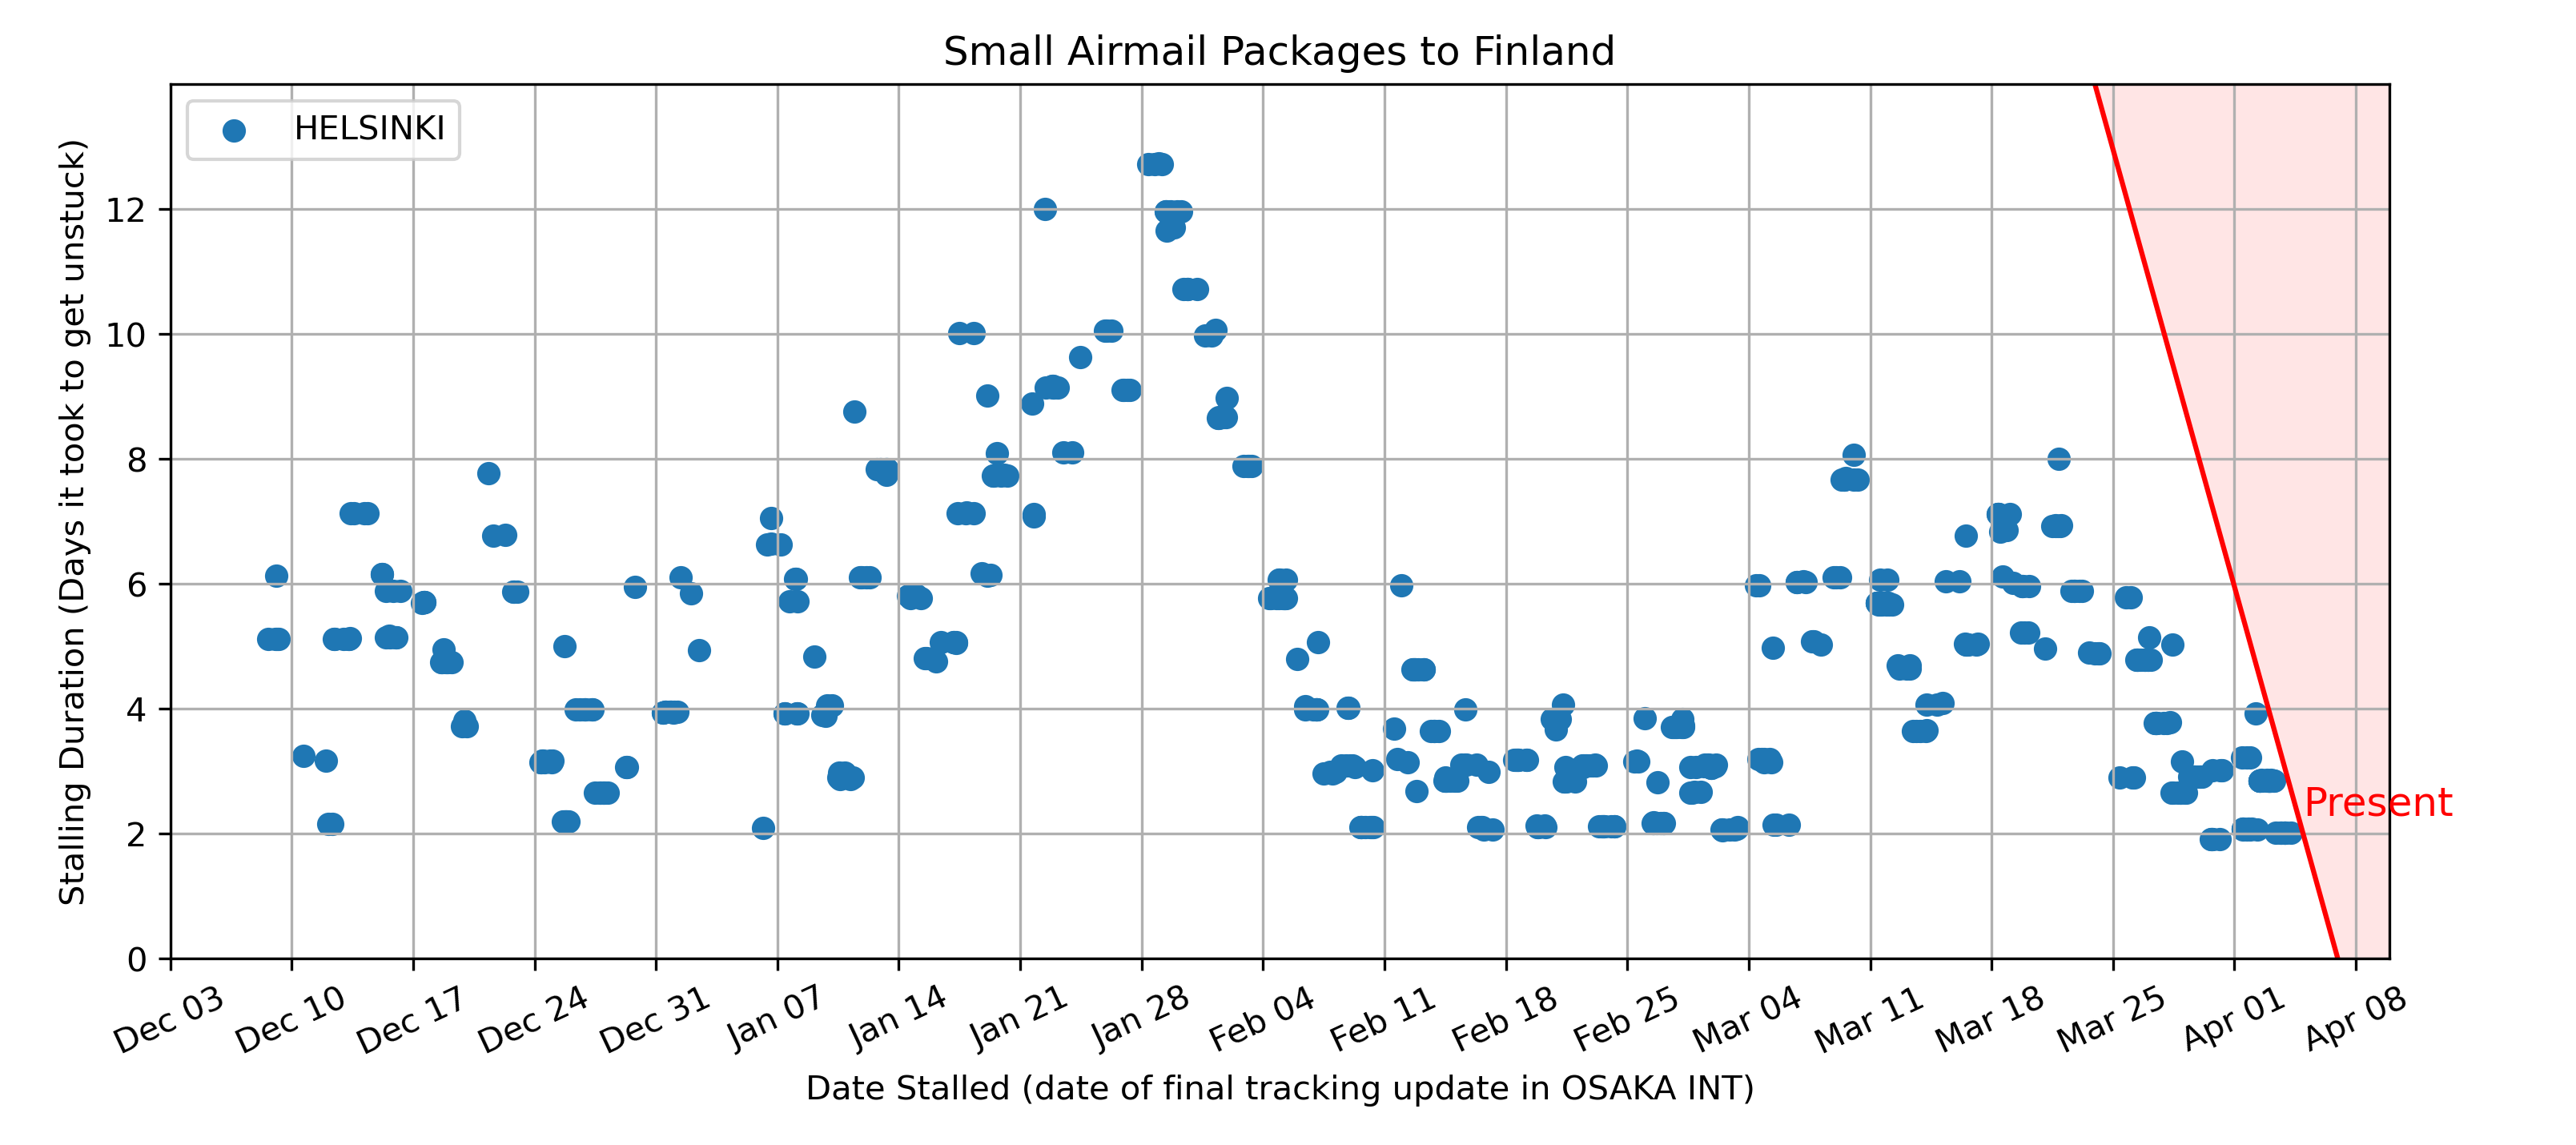 Small Airmail Packages to Finland
HELSINKI
Stalling Duration (Days it took to get unstuck)
12
10
8
6
4
2
0
Present
Dec 03
Dec 10
Dec 17
Dec 24
Dec 31
Jan 07
Jan 14
Jan 21
Jan 28
Feb 04
Feb 11
Feb 18
Feb 25
Mar 04
Mar 11
Mar 18
Mar 25
Apr 01
Apr 08
Date Stalled (date of final tracking update in OSAKA INT)